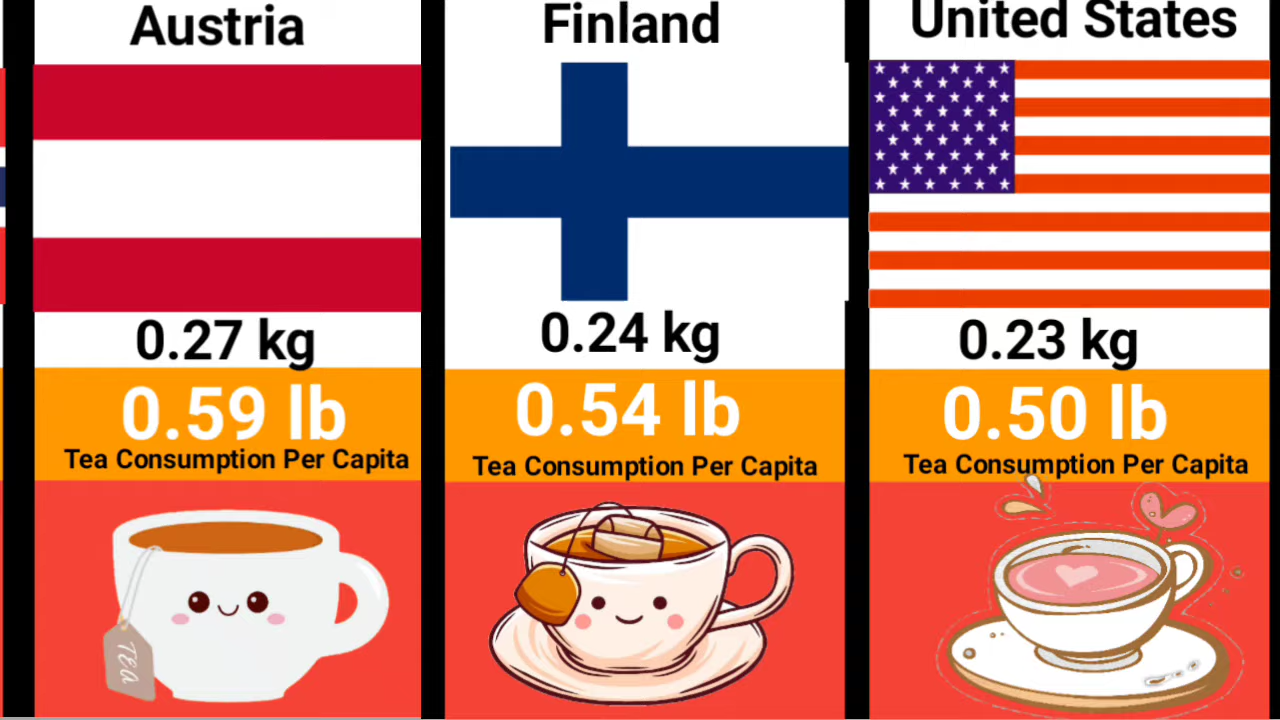 Austria
0.27 kg
0.59 lb
Tea Consumption Per Capita
TEA
Finland
0.24 kg
0.54 lb
Tea Consumption Per Capita
United States
0.23 kg
0.50 lb
Tea Consumption Per Capita